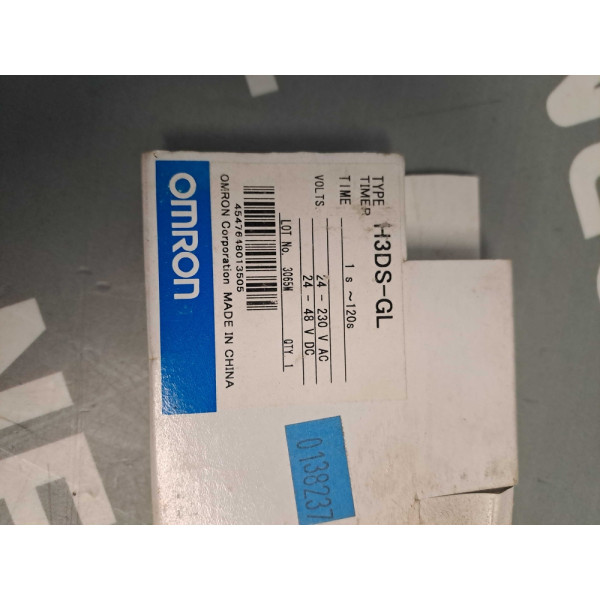 TYPE H3DS-GL
TIMER
TIME 1 s ~120s
VOLTS. 24 - 230 V AC
24 - 48 V DC
LOT No. 3065M QTY 1
4547648013505
OMRON
OMRON Corporation MADE IN CHINA
0138237